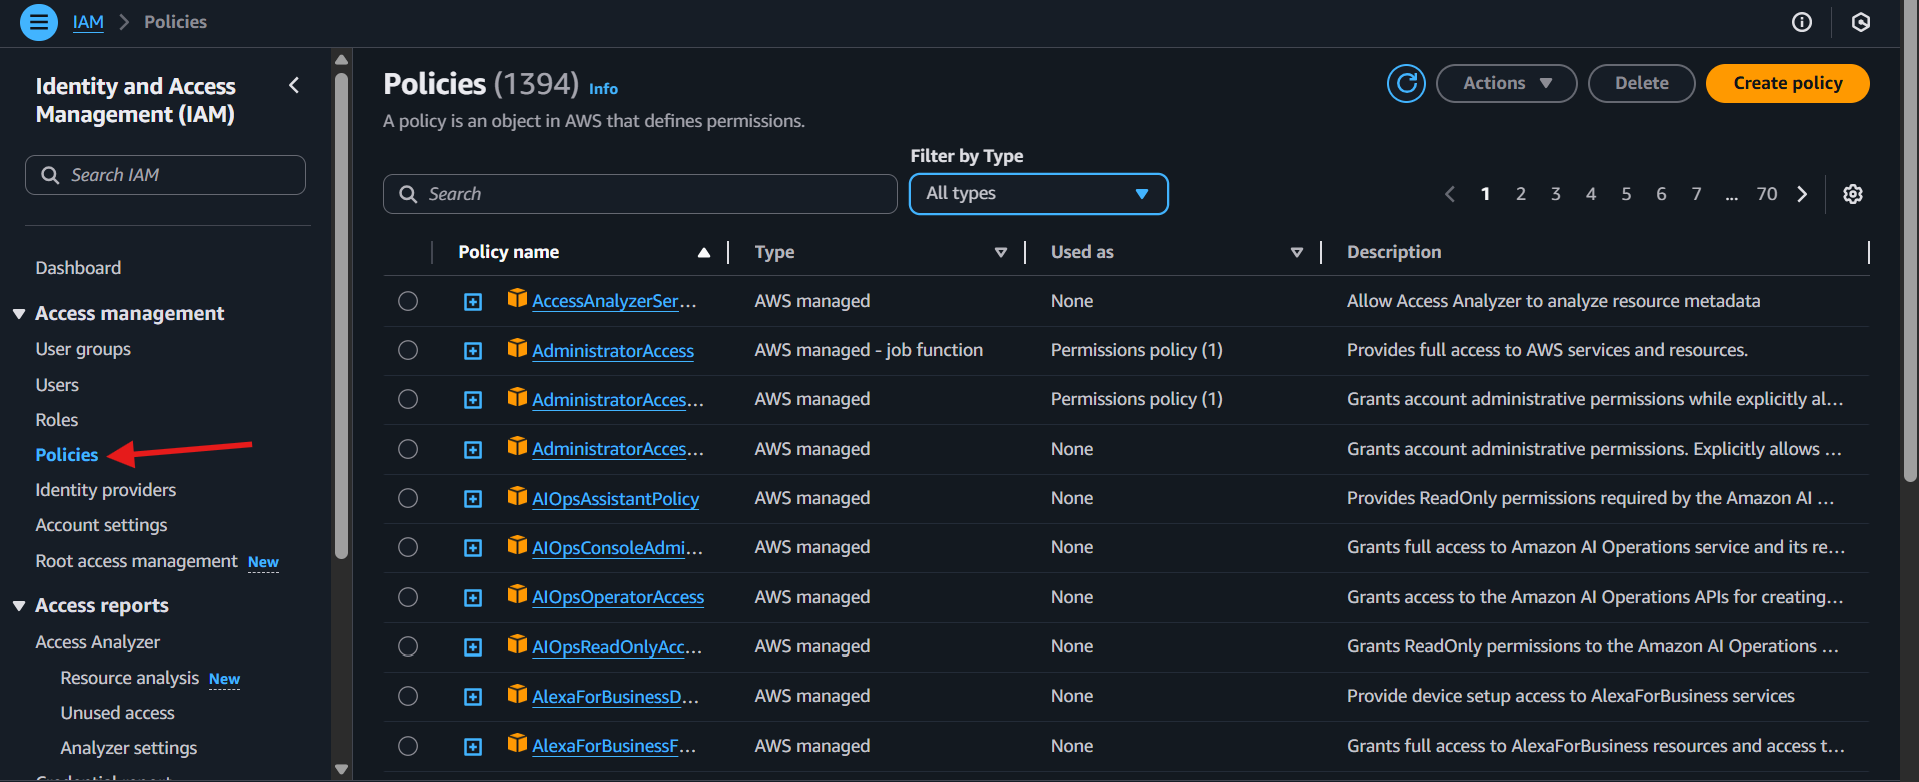 IAM > Policies
Identity and Access
Management (IAM)
Search IAM
Dashboard
Access management
User groups
Users
Roles
Policies
Identity providers
Account settings
Root access management New
Access reports
Access Analyzer
Resource analysis New
Unused access
Analyzer settings
Policies (1394) Info
Actions
Delete
Create policy
A policy is an object in AWS that defines permissions.
Filter by Type
Search
All types
1 2 3 4 5 6 7 ... 70
Policy name Type Used as Description
AccessAnalyzerSer... AWS managed None Allow Access Analyzer to analyze resource metadata
AdministratorAccess AWS managed - job function Permissions policy (1) Provides full access to AWS services and resources.
AdministratorAcces... AWS managed Permissions policy (1) Grants account administrative permissions while explicitly al...
AdministratorAcces... AWS managed None Grants account administrative permissions. Explicitly allows ...
AIOpsAssistantPolicy AWS managed None Provides ReadOnly permissions required by the Amazon AI ...
AIOpsConsoleAdmi... AWS managed None Grants full access to Amazon AI Operations service and its re...
AIOpsOperatorAccess AWS managed None Grants access to the Amazon AI Operations APIs for creating...
AIOpsReadOnlyAcc... AWS managed None Grants ReadOnly permissions to the Amazon AI Operations ...
AlexaForBusinessD... AWS managed None Provide device setup access to AlexaForBusiness services
AlexaForBusinessF... AWS managed None Grants full access to AlexaForBusiness resources and access t...